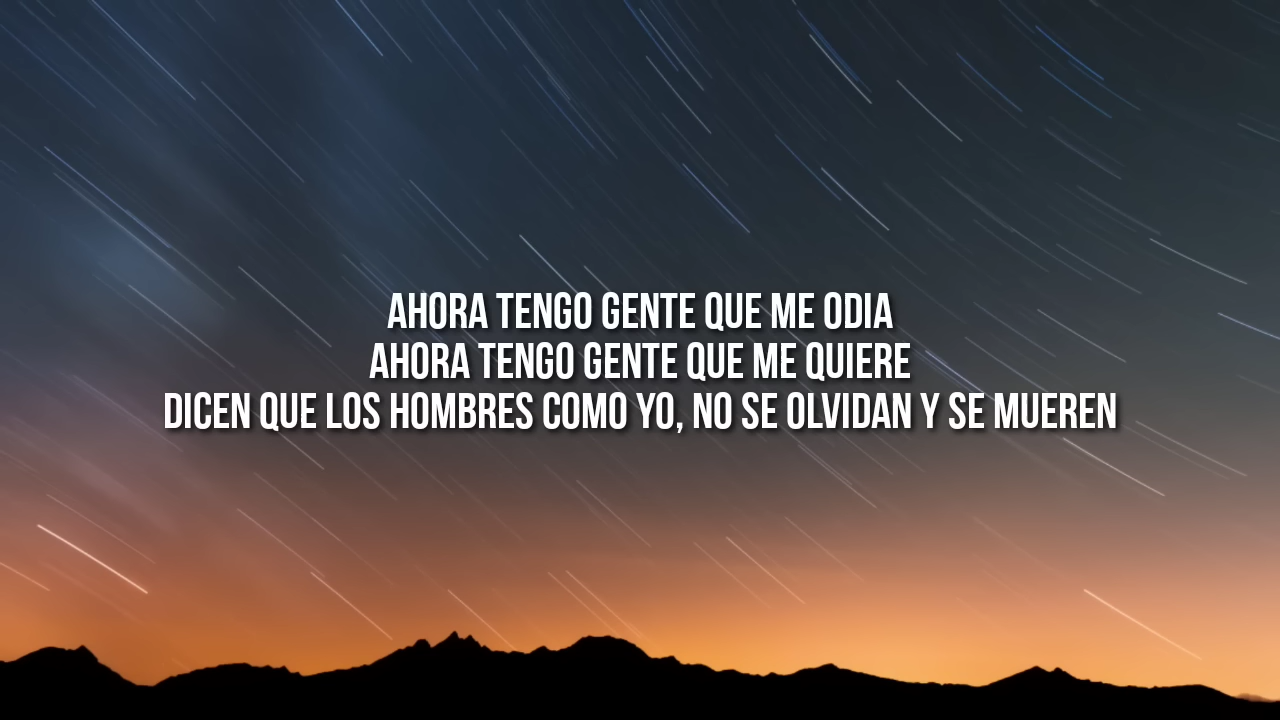 AHORA TENGO GENTE QUE ME ODIA
AHORA TENGO GENTE QUE ME QUIERE
DICEN QUE LOS HOMBRES COMO YO, NO SE OLVIDAN Y SE MUEREN